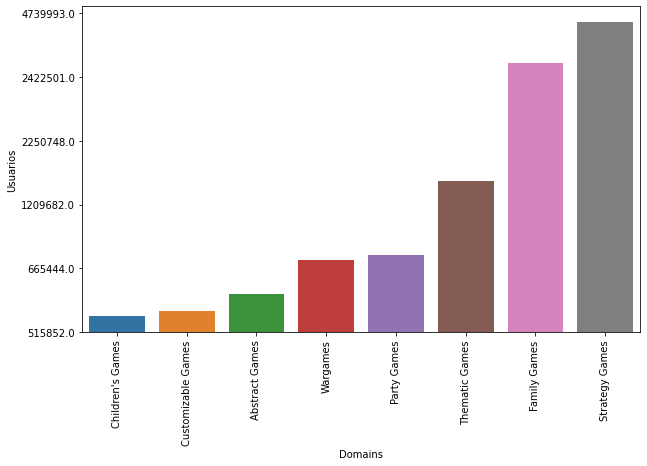 4739993.0
2422501.0
2250748.0
1209682.0
665444.0
515852.0
Usuarios
Children's Games
Customizable Games
Abstract Games
Wargames
Party Games
Thematic Games
Family Games
Strategy Games
Domains